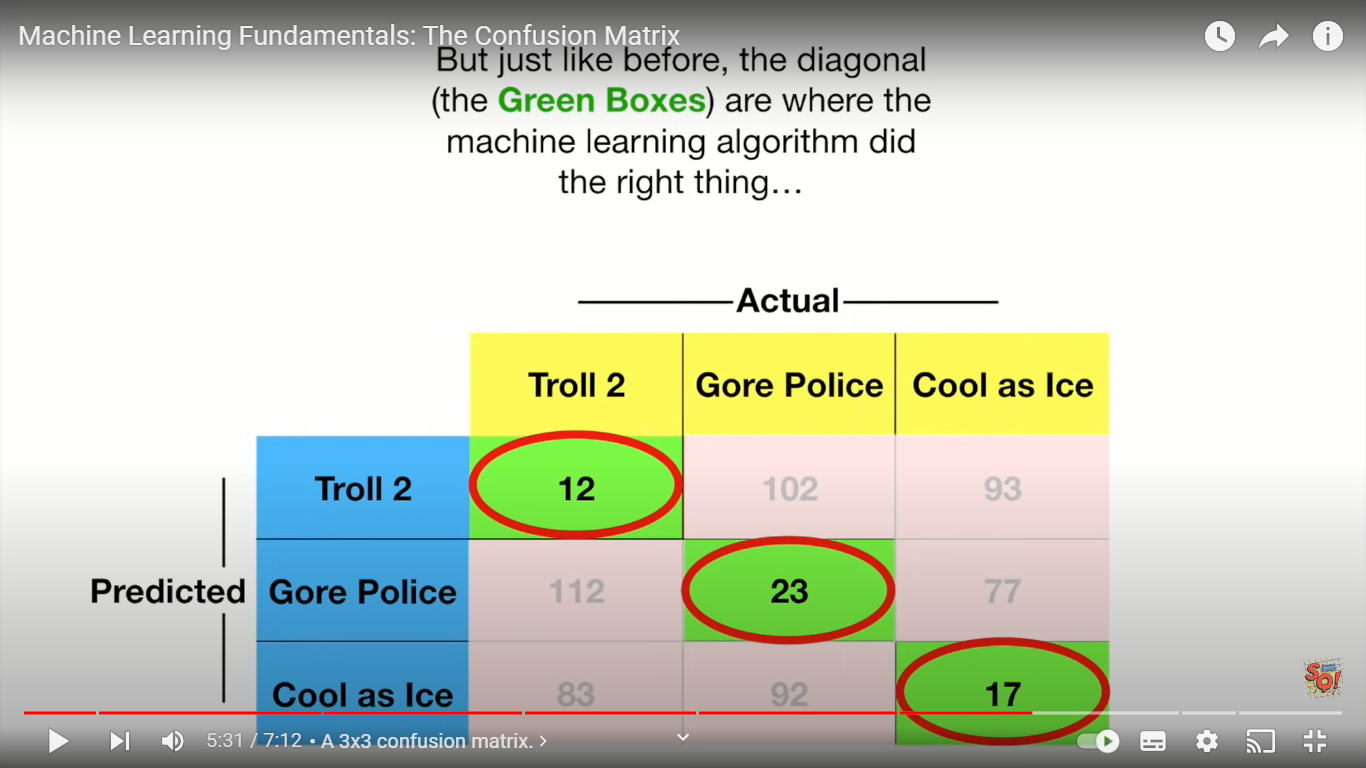 Machine Learning Fundamentals: The Confusion Matrix
But just like before, the diagonal
(the Green Boxes) are where the
machine learning algorithm did
the right thing…
Actual
Troll 2 Gore Police Cool as Ice
Troll 2 12 102 93
Predicted Gore Police 112 23 77
Cool as Ice 83 92 17
SQ!
5:31 / 7:12 • A 3x3 confusion matrix. >